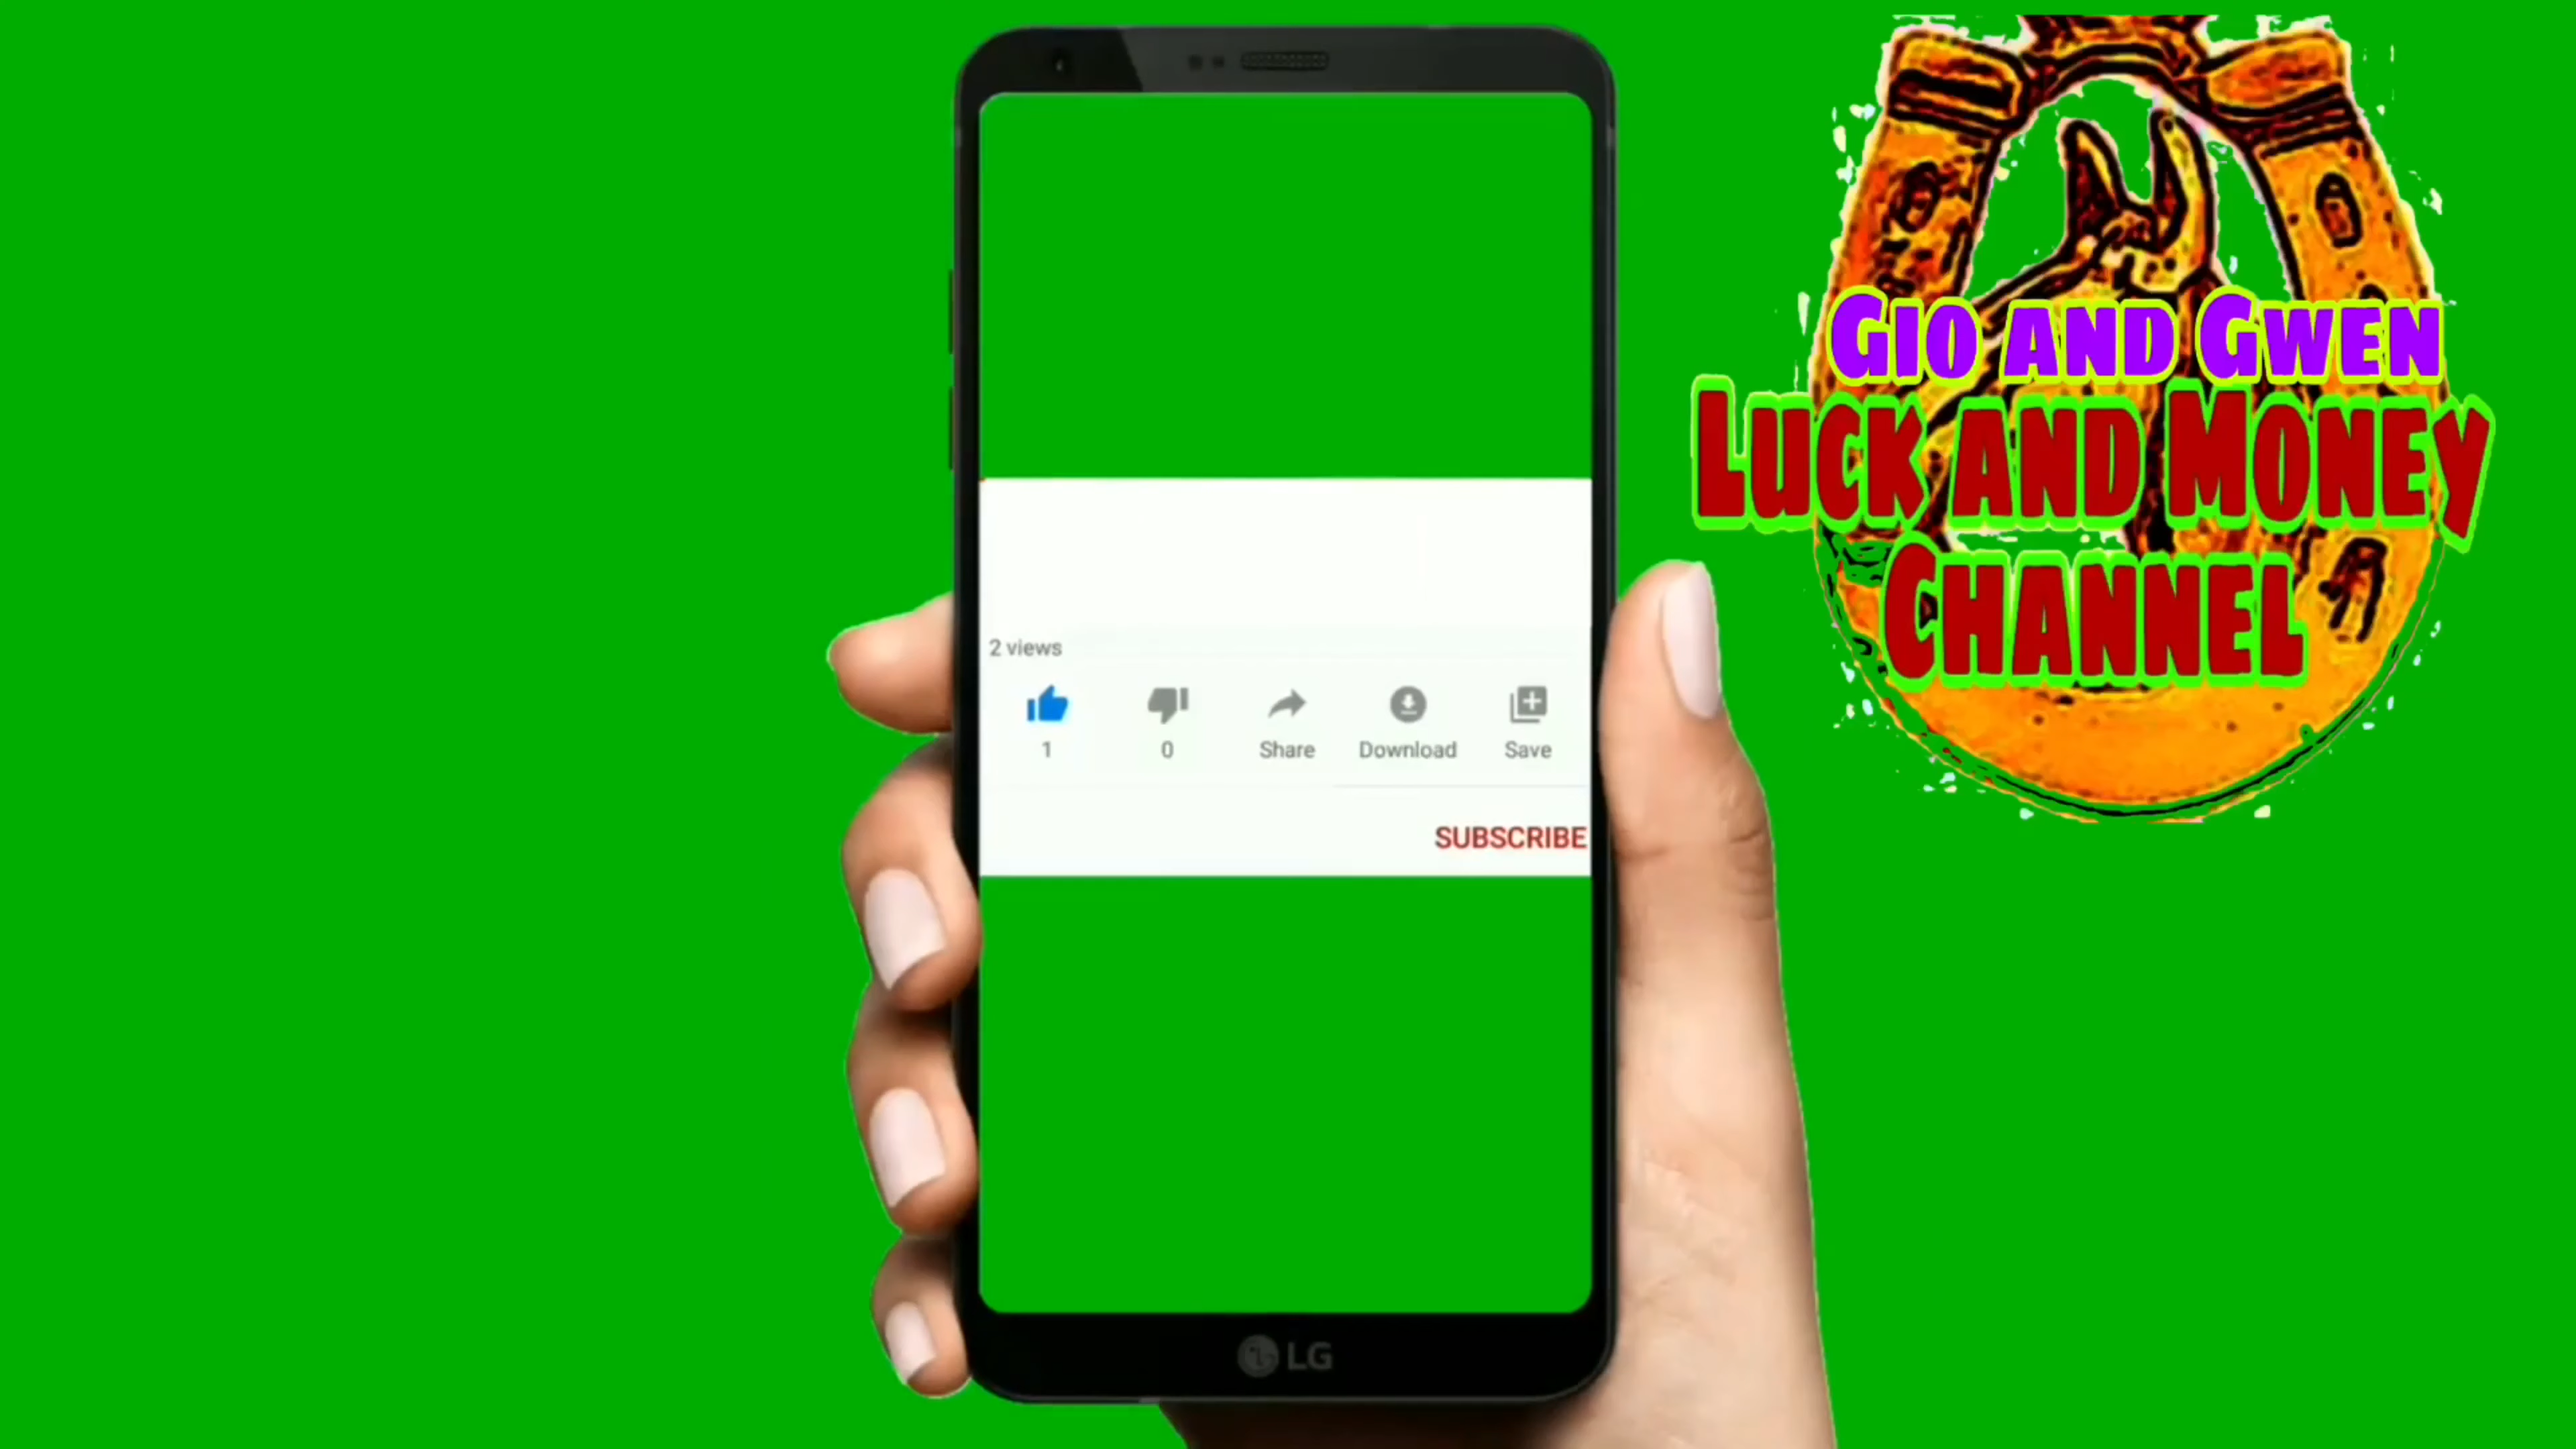 Gio and Gwen
Luck and Money
Channel
2 views
1
0
Share
Download
Save
SUBSCRIBE
LG